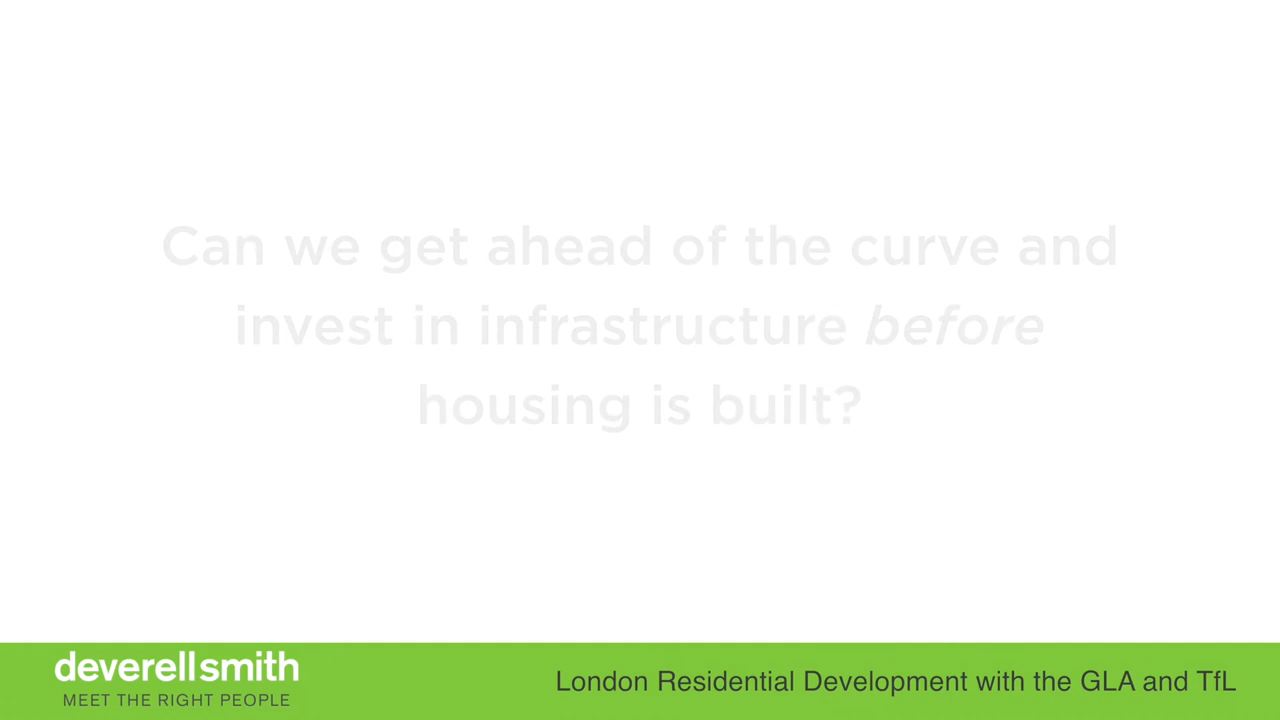 Can we get ahead of the curve and
invest in infrastructure before
housing is built?
deverellsmith
MEET THE RIGHT PEOPLE
London Residential Development with the GLA and TfL